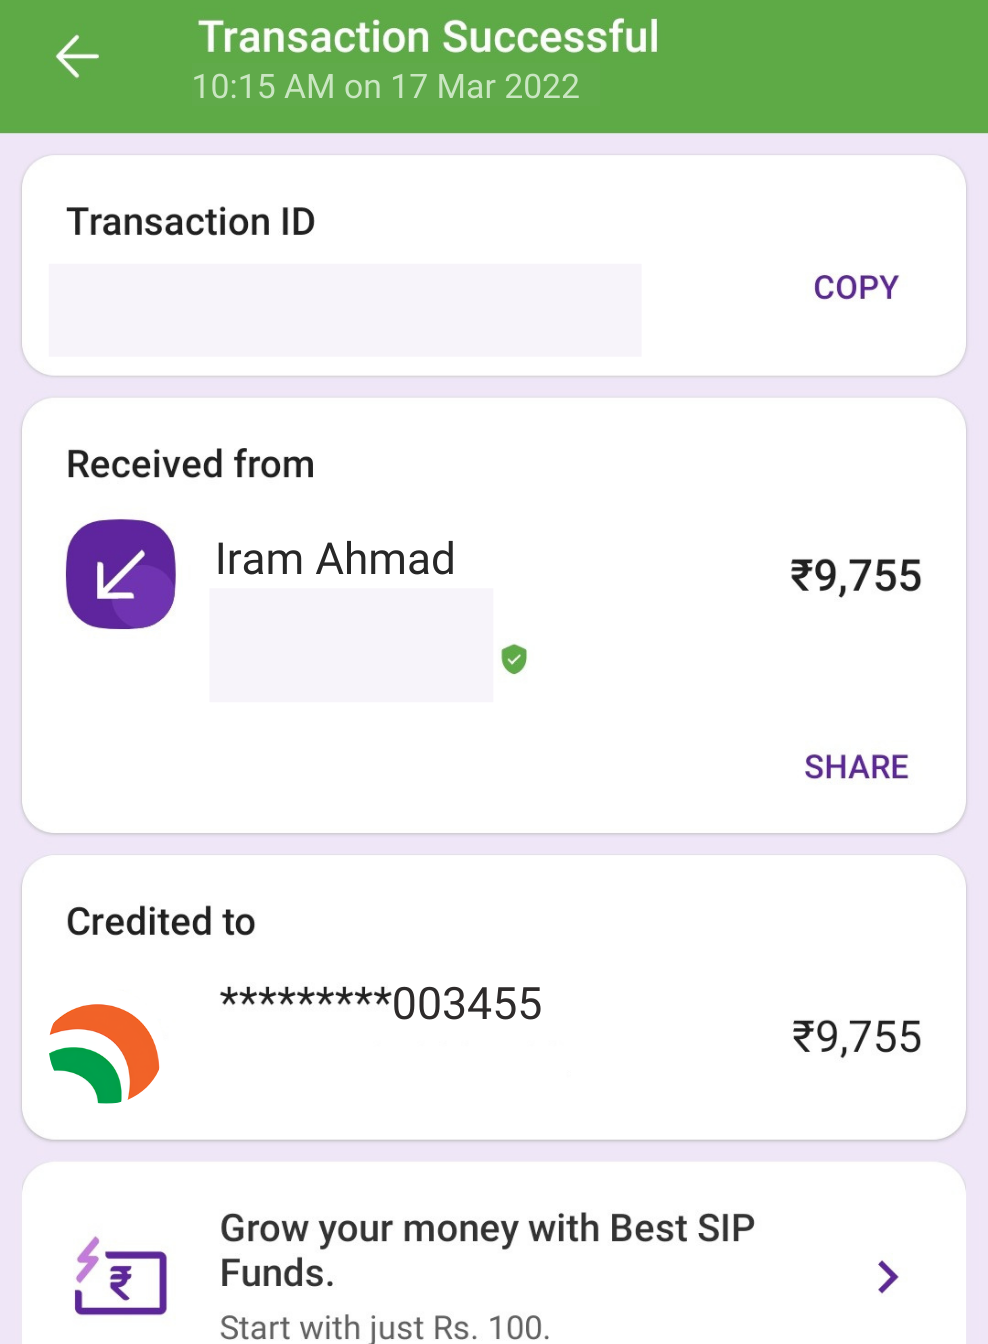 Transaction Successful
10:15 AM on 17 Mar 2022
Transaction ID
COPY
Received from
Iram Ahmad
₹9,755
SHARE
Credited to
*********003455
₹9,755
Grow your money with Best SIP
Funds.
₹
Start with just Rs. 100.